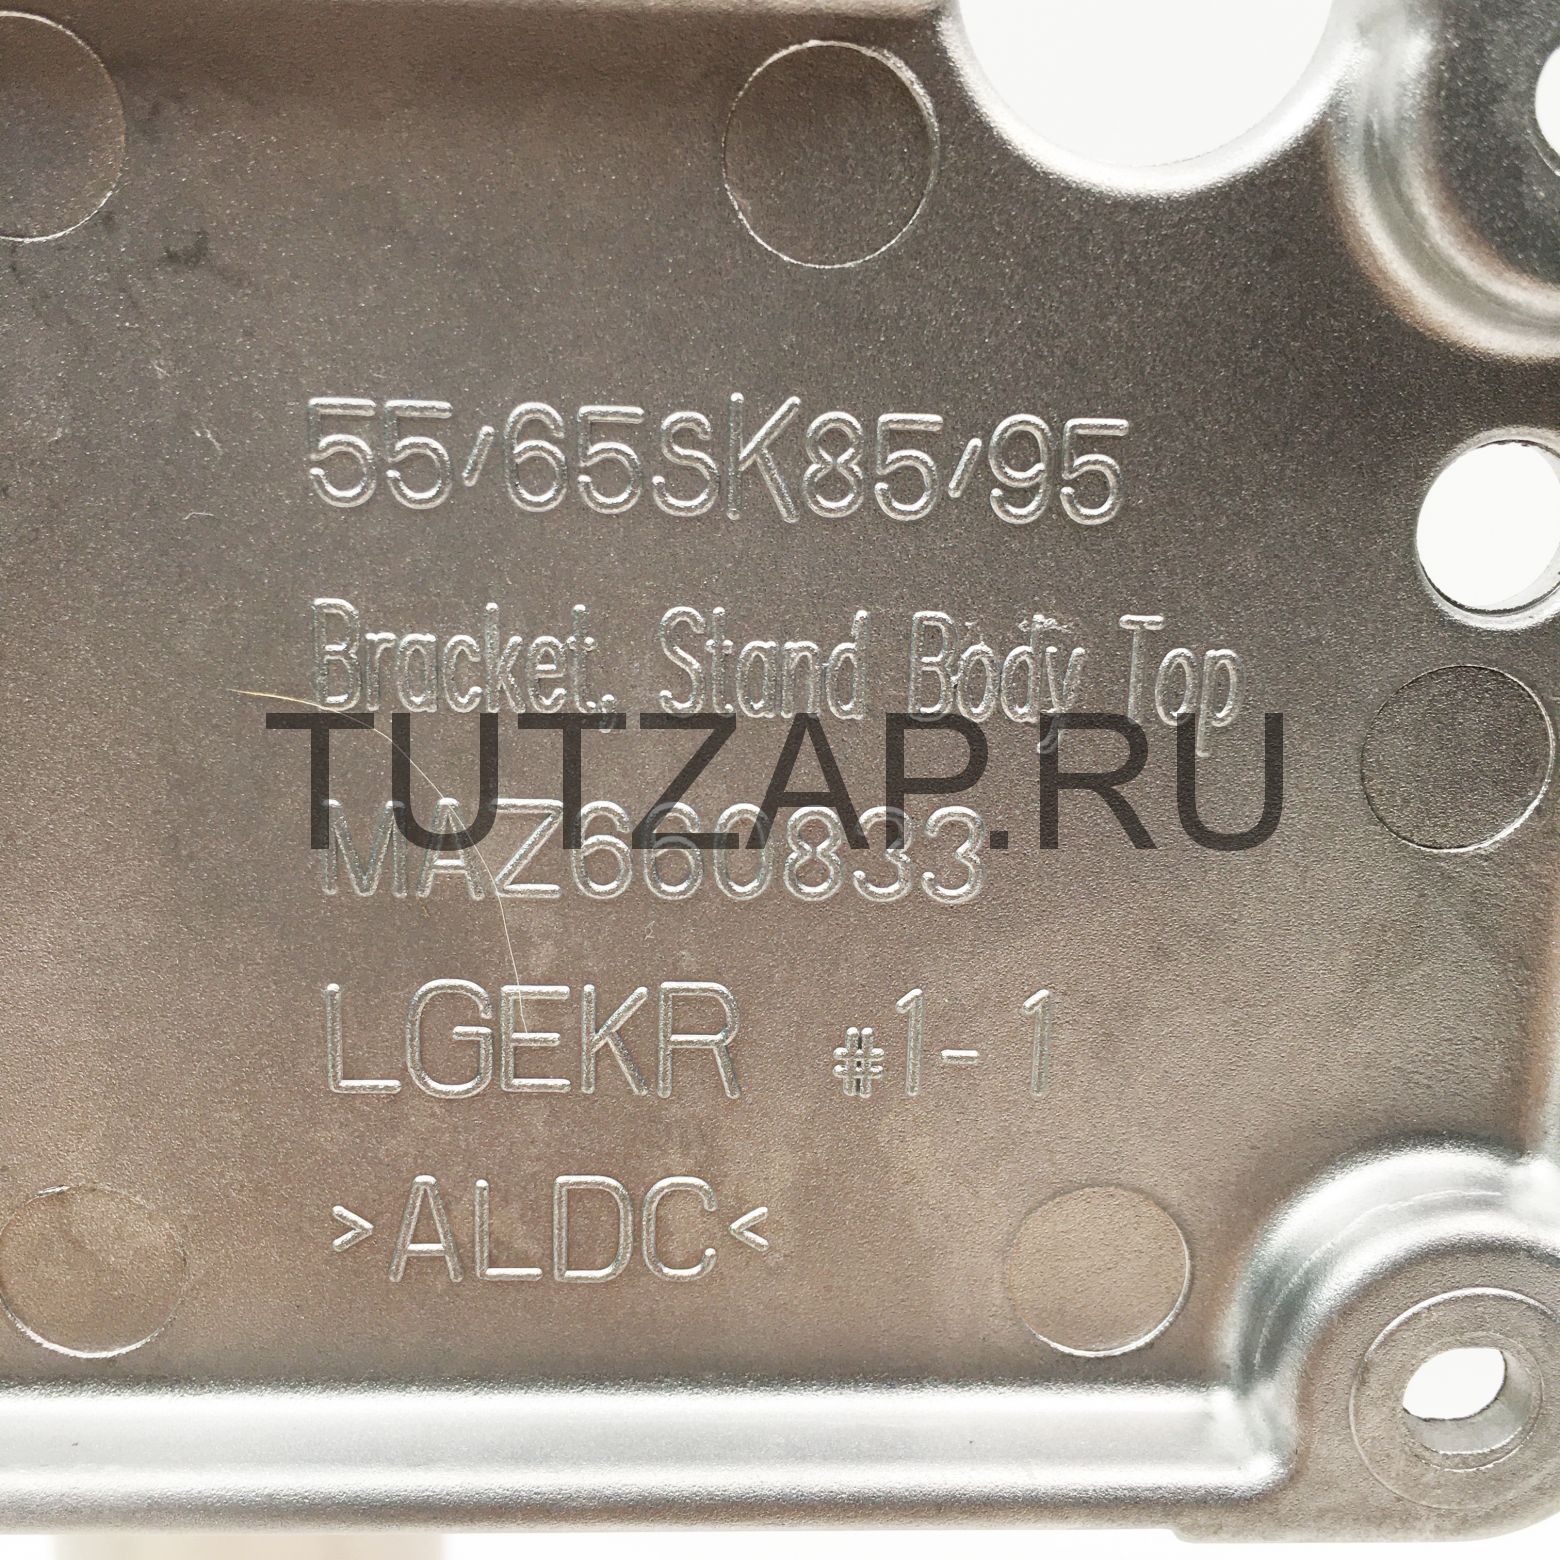 55/65SK85/95
Bracket, Stand Body Top
TUTZAP.RU
MAZ660833
LGEKR #1-1
>ALDC<